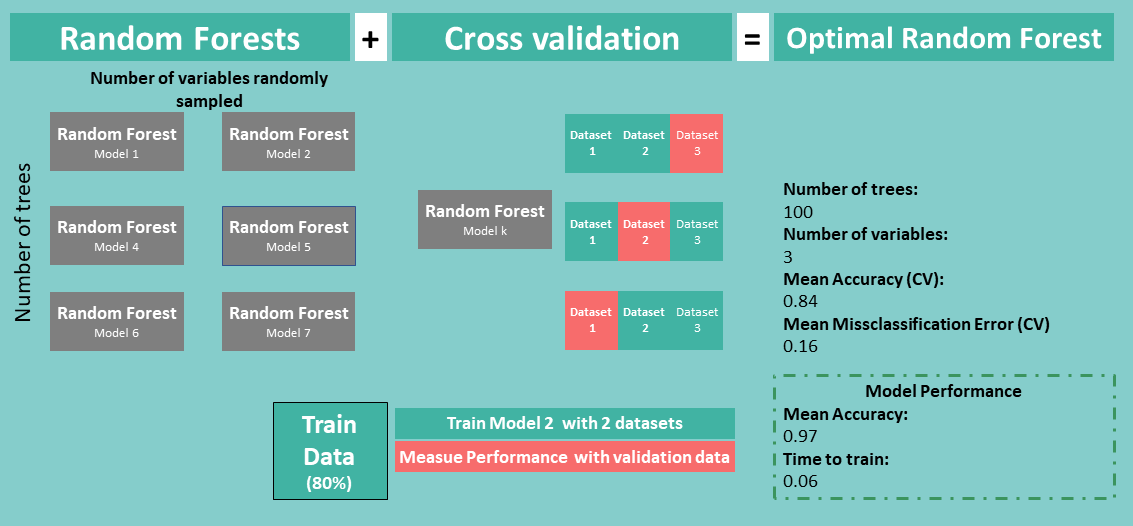 Random Forests
+
Cross validation
=
Optimal Random Forest
Number of variables randomly
sampled
Number of trees
Random Forest
Model 1
Random Forest
Model 2
Random Forest
Model 4
Random Forest
Model 5
Random Forest
Model 6
Random Forest
Model 7
Random Forest
Model k
Dataset
1
Dataset
2
Dataset
3
Dataset
1
Dataset
2
Dataset
3
Dataset
1
Dataset
2
Dataset
3
Train
Data
(80%)
Train Model 2 with 2 datasets
Measue Performance with validation data
Number of trees:
100
Number of variables:
3
Mean Accuracy (CV):
0.84
Mean Missclassification Error (CV)
0.16
Model Performance
Mean Accuracy:
0.97
Time to train:
0.06